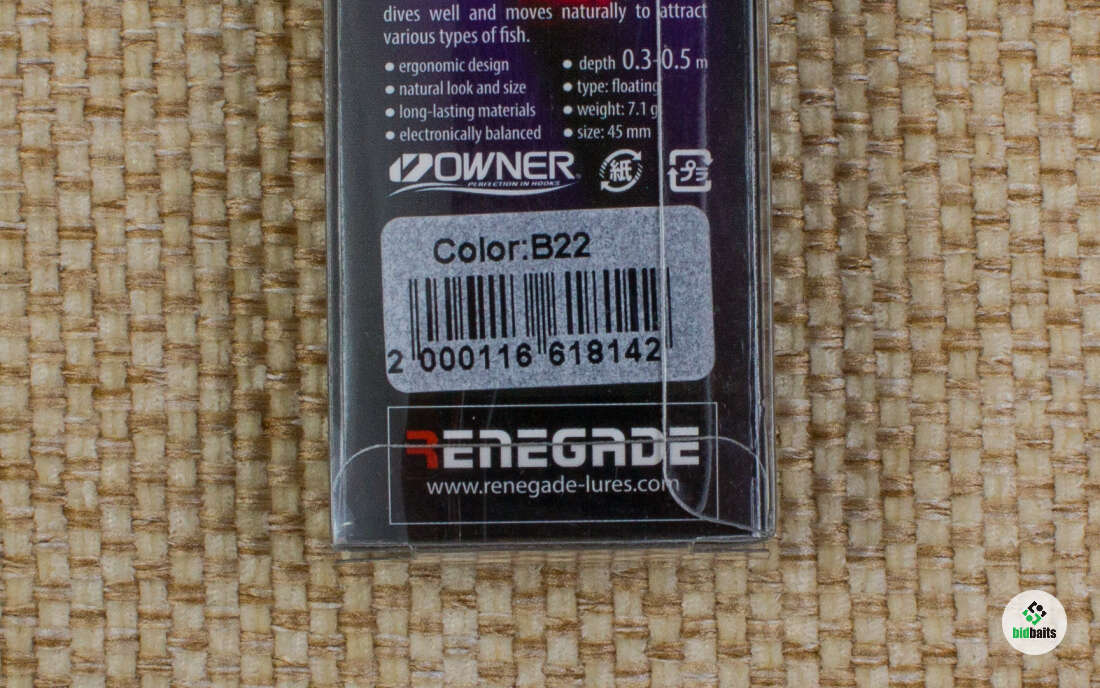 dives well and moves naturally to attract
various types of fish.
● ergonomic design
● natural look and size
● long-lasting materials
● electronically balanced
● depth 0.3-0.5 m
● type: floating
● weight: 7.1 g
● size: 45 mm
OWNER
PERFECTION IN HOOKS
紙
プラ
Color:B22
2 000116 618142
RENEGADE
www.renegade-lures.com
bidbaits